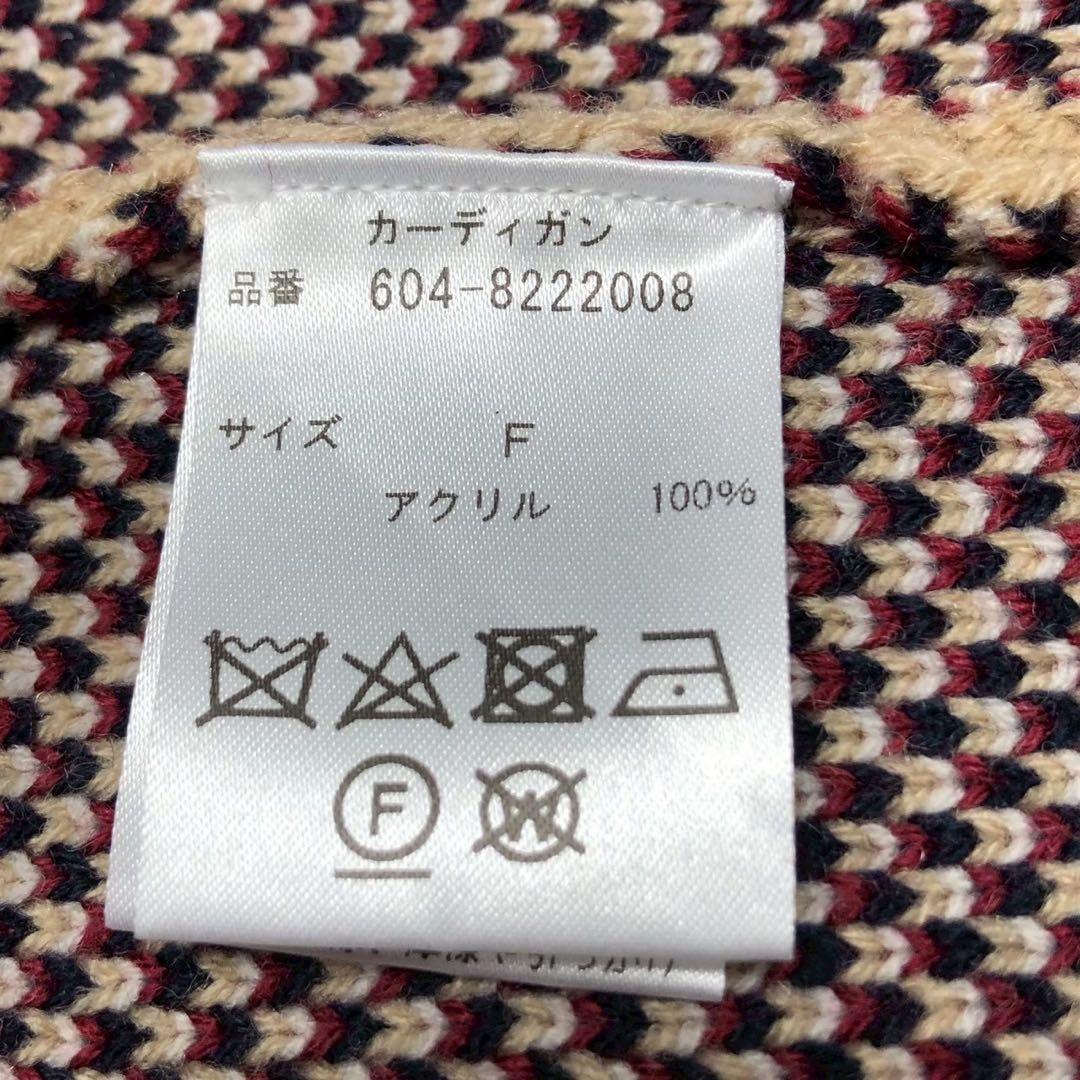 カーディガン
品番 604-8222008
サイズ F
アクリル 100%
F
W